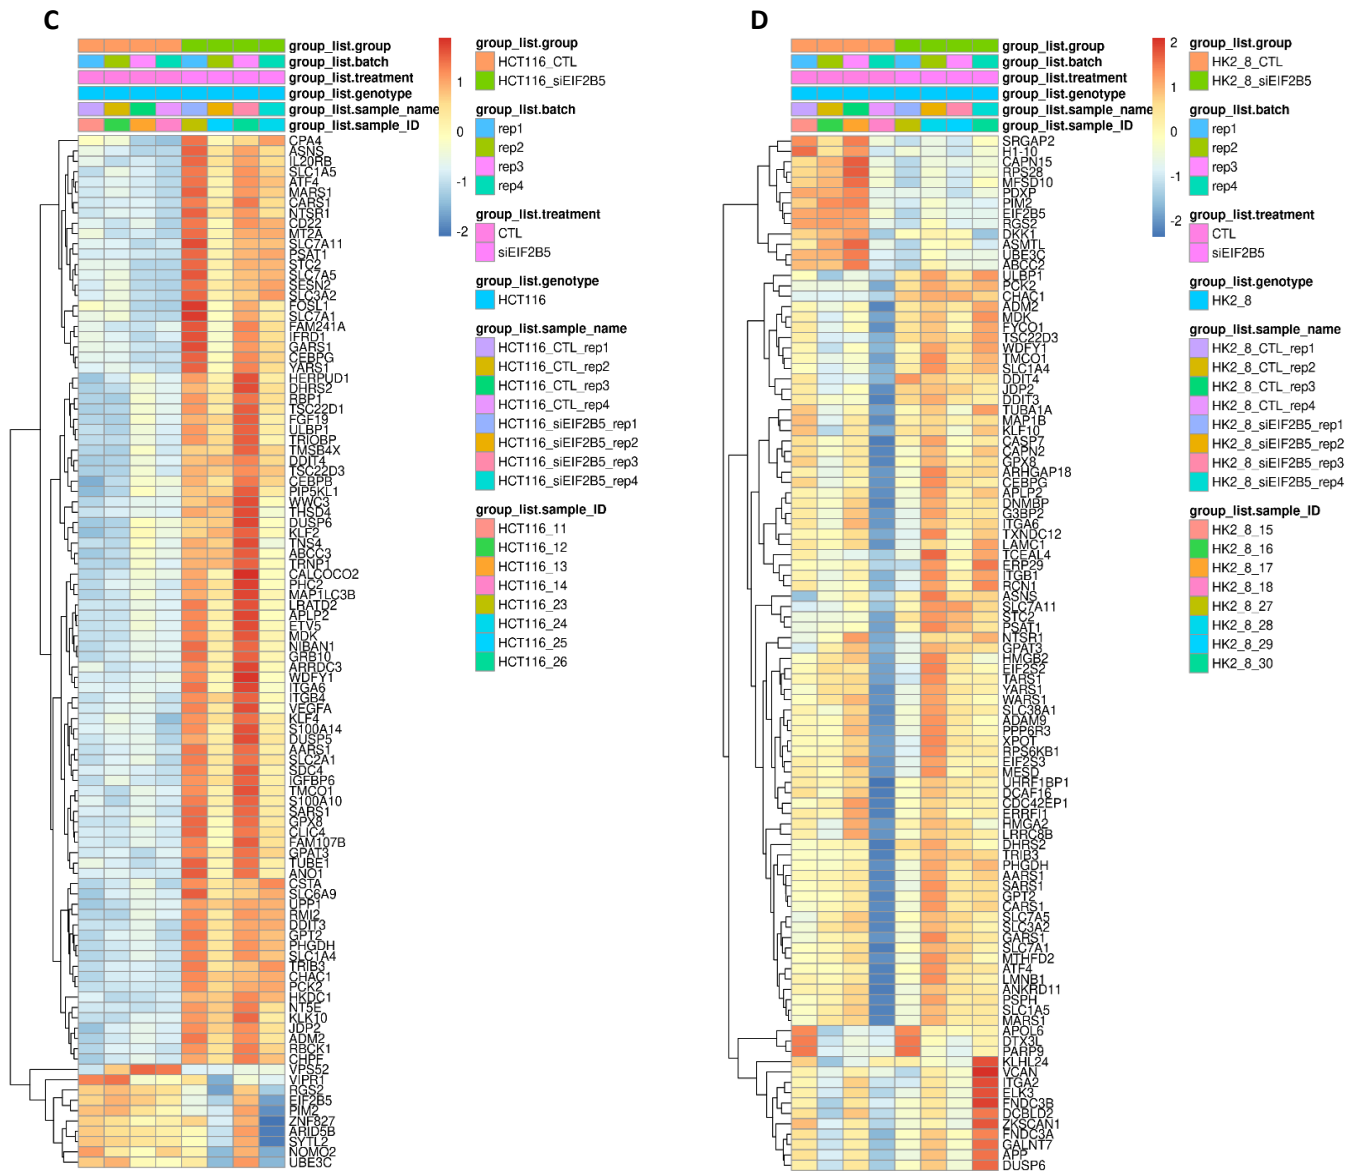 C
group_list.group
group_list.batch
group_list.treatment
group_list.genotype
group_list.sample_name
group_list.sample_ID
CPA4
ASNS
IL20RB
SLC1A5
ATF4
MARS1
CARS1
NTSR1
CD22
MT2A
SLC7A11
PSAT1
STC2
SLC7A5
SESN2
SLC3A2
FOSL1
SLC7A1
FAM241A
IFRD1
GARS1
CEBPG
YARS1
HERPUD1
DHRS2
RBP1
TSC22D1
FGF19
ULBP1
TRIOBP
TMSB4X
DDIT4
TSC22D3
CEBPB
PIP5KL1
WWC3
THSD4
DUSP6
KLF2
TNS4
ABCC3
TRNP1
CALCOCO2
PHC2
MAP1LC3B
LRATD2
APLP2
ETV5
MDK
NIBAN1
GRB10
ARRDC3
WDFY1
ITGA6
ITGB4
VEGFA
KLF4
S100A14
DUSP5
AARS1
SLC2A1
SDC4
IGFBP6
TMCO1
S100A10
SARS1
GPX8
CLIC4
FAM107B
GPAT3
TUBE1
ANO1
CSTA
SLC6A9
UPP1
RMI2
DDIT3
GPT2
PHGDH
SLC1A4
TRIB3
CHAC1
PCK2
HKDC1
NT5E
KLK10
JDP2
ADM2
RBCK1
CHPF
VPS52
VIPR1
RGS2
EIF2B5
PIM2
ZNF827
ARID5B
SYTL2
NOMO2
UBE3C
1
0
-1
-2
group_list.group
HCT116_CTL
HCT116_siEIF2B5
group_list.batch
rep1
rep2
rep3
rep4
group_list.treatment
CTL
siEIF2B5
group_list.genotype
HCT116
group_list.sample_name
HCT116_CTL_rep1
HCT116_CTL_rep2
HCT116_CTL_rep3
HCT116_CTL_rep4
HCT116_siEIF2B5_rep1
HCT116_siEIF2B5_rep2
HCT116_siEIF2B5_rep3
HCT116_siEIF2B5_rep4
group_list.sample_ID
HCT116_11
HCT116_12
HCT116_13
HCT116_14
HCT116_23
HCT116_24
HCT116_25
HCT116_26
D
group_list.group
group_list.batch
group_list.treatment
group_list.genotype
group_list.sample_name
group_list.sample_ID
SRGAP2
H1-10
CAPN15
RPS28
MFSD10
PDXP
PIM2
EIF2B5
RGS2
DKK1
ASMTL
UBE3C
ABCC2
ULBP1
PCK2
CHAC1
ADM2
MDK
FYCO1
TSC22D3
WDFY1
TMCO1
SLC1A4
DDIT4
JDP2
DDIT3
TUBA1A
MAP1B
KLF10
CASP7
CAPN2
GPX8
ARHGAP18
CEBPG
APLP2
DNMBP
G3BP2
ITGA6
TXNDC12
LAMC1
TCEAL4
ERP29
ITGB1
RCN1
ASNS
SLC7A11
STC2
PSAT1
NTSR1
GPAT3
HMGB2
EIF2S2
TARS1
YARS1
WARS1
SLC38A1
ADAM9
PPP6R3
XPOT
RPS6KB1
EIF2S3
MESD
UHRF1BP1
DCAF16
CDC42EP1
ERRFI1
HMGA2
LRRC8B
DHRS2
TRIB3
PHGDH
AARS1
SARS1
GPT2
CARS1
SLC7A5
SLC3A2
GARS1
SLC7A1
MTHFD2
ATF4
LMNB1
ANKRD11
PSPH
SLC1A5
MARS1
APOL6
DTX3L
PARP9
KLHL24
VCAN
ITGA2
ELK3
FNDC3B
DCBLD2
ZKSCAN1
FNDC3A
GALNT7
APP
DUSP6
2
1
0
-1
-2
group_list.group
HK2_8_CTL
HK2_8_siEIF2B5
group_list.batch
rep1
rep2
rep3
rep4
group_list.treatment
CTL
siEIF2B5
group_list.genotype
HK2_8
group_list.sample_name
HK2_8_CTL_rep1
HK2_8_CTL_rep2
HK2_8_CTL_rep3
HK2_8_CTL_rep4
HK2_8_siEIF2B5_rep1
HK2_8_siEIF2B5_rep2
HK2_8_siEIF2B5_rep3
HK2_8_siEIF2B5_rep4
group_list.sample_ID
HK2_8_15
HK2_8_16
HK2_8_17
HK2_8_18
HK2_8_27
HK2_8_28
HK2_8_29
HK2_8_30